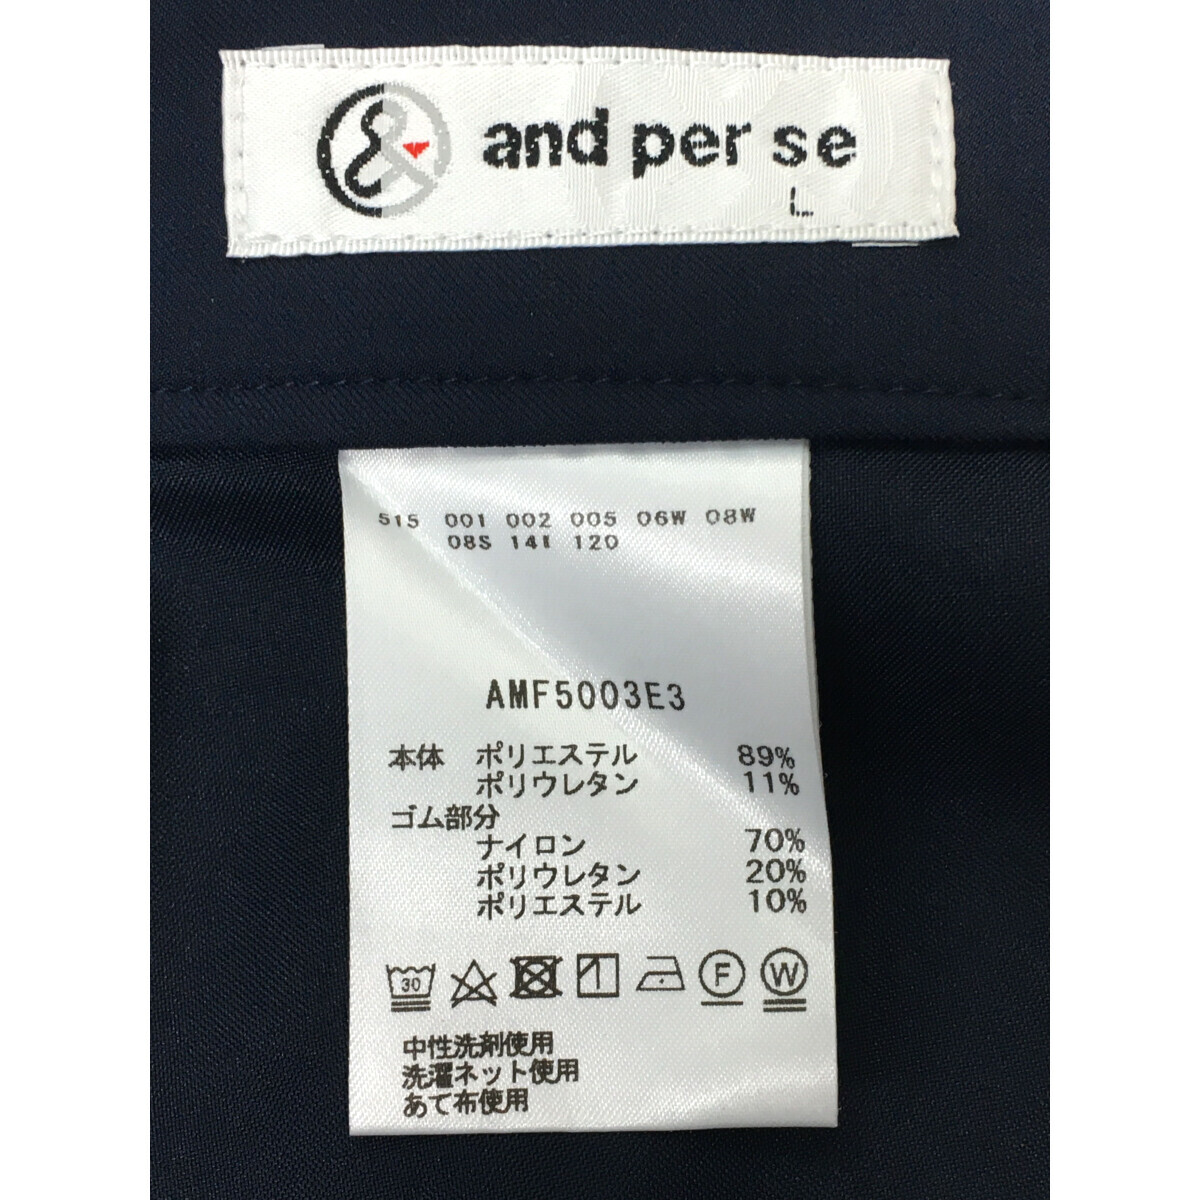 and per se
L
515 001 002 005 06W 08W
08S 141 120
AMF5003E3
本体 ポリエステル 89%
ポリウレタン 11%
ゴム部分
ナイロン 70%
ポリウレタン 20%
ポリエステル 10%
30 F W
中性洗剤使用
洗濯ネット使用
あて布使用